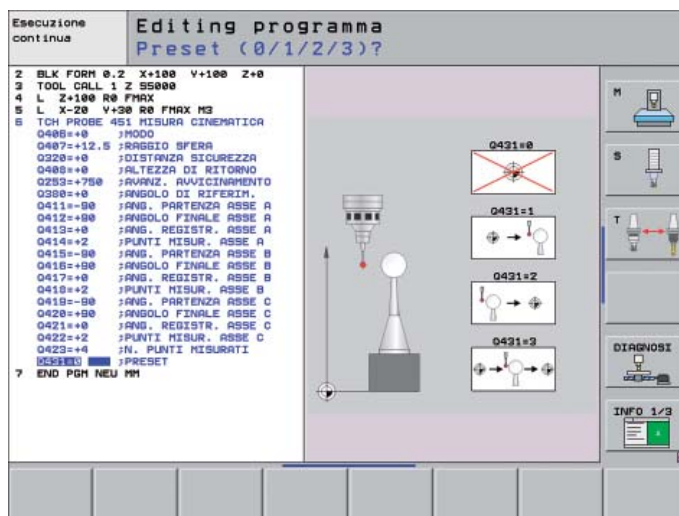 Esecuzione
continua
Editing programma
Preset (0/1/2/3)?
2 BLK FORM 0.2 X+100 Y+100 Z+0
3 TOOL CALL 1 Z S5000
4 L Z+100 R0 FMAX
5 L X-20 Y+30 R0 FMAX M3
6 TCH PROBE 451 MISURA CINEMATICA
Q406=+0 ;MODO
Q407=+12.5 ;RAGGIO SFERA
Q320=+0 ;DISTANZA SICUREZZA
Q408=+0 ;ALTEZZA DI RITORNO
Q253=+750 ;AVANZ. AVVICINAMENTO
Q380=+0 ;ANGOLO DI RIFERIM.
Q411=-90 ;ANG. PARTENZA ASSE A
Q412=+90 ;ANGOLO FINALE ASSE A
Q413=+0 ;ANG. REGISTR. ASSE A
Q414=+2 ;PUNTI MISUR. ASSE A
Q415=-90 ;ANG. PARTENZA ASSE B
Q416=+90 ;ANGOLO FINALE ASSE B
Q417=+0 ;ANG. REGISTR. ASSE B
Q418=+2 ;PUNTI MISUR. ASSE B
Q419=-90 ;ANG. PARTENZA ASSE C
Q420=+90 ;ANGOLO FINALE ASSE C
Q421=+0 ;ANG. REGISTR. ASSE C
Q422=+2 ;PUNTI MISUR. ASSE C
Q423=+4 ;N. PUNTI MISURATI
Q431=0 ;PRESET
7 END PGM NEU MM
Q431=0
Q431=1
Q431=2
Q431=3
M
S
T
DIAGNOSI
INFO 1/3